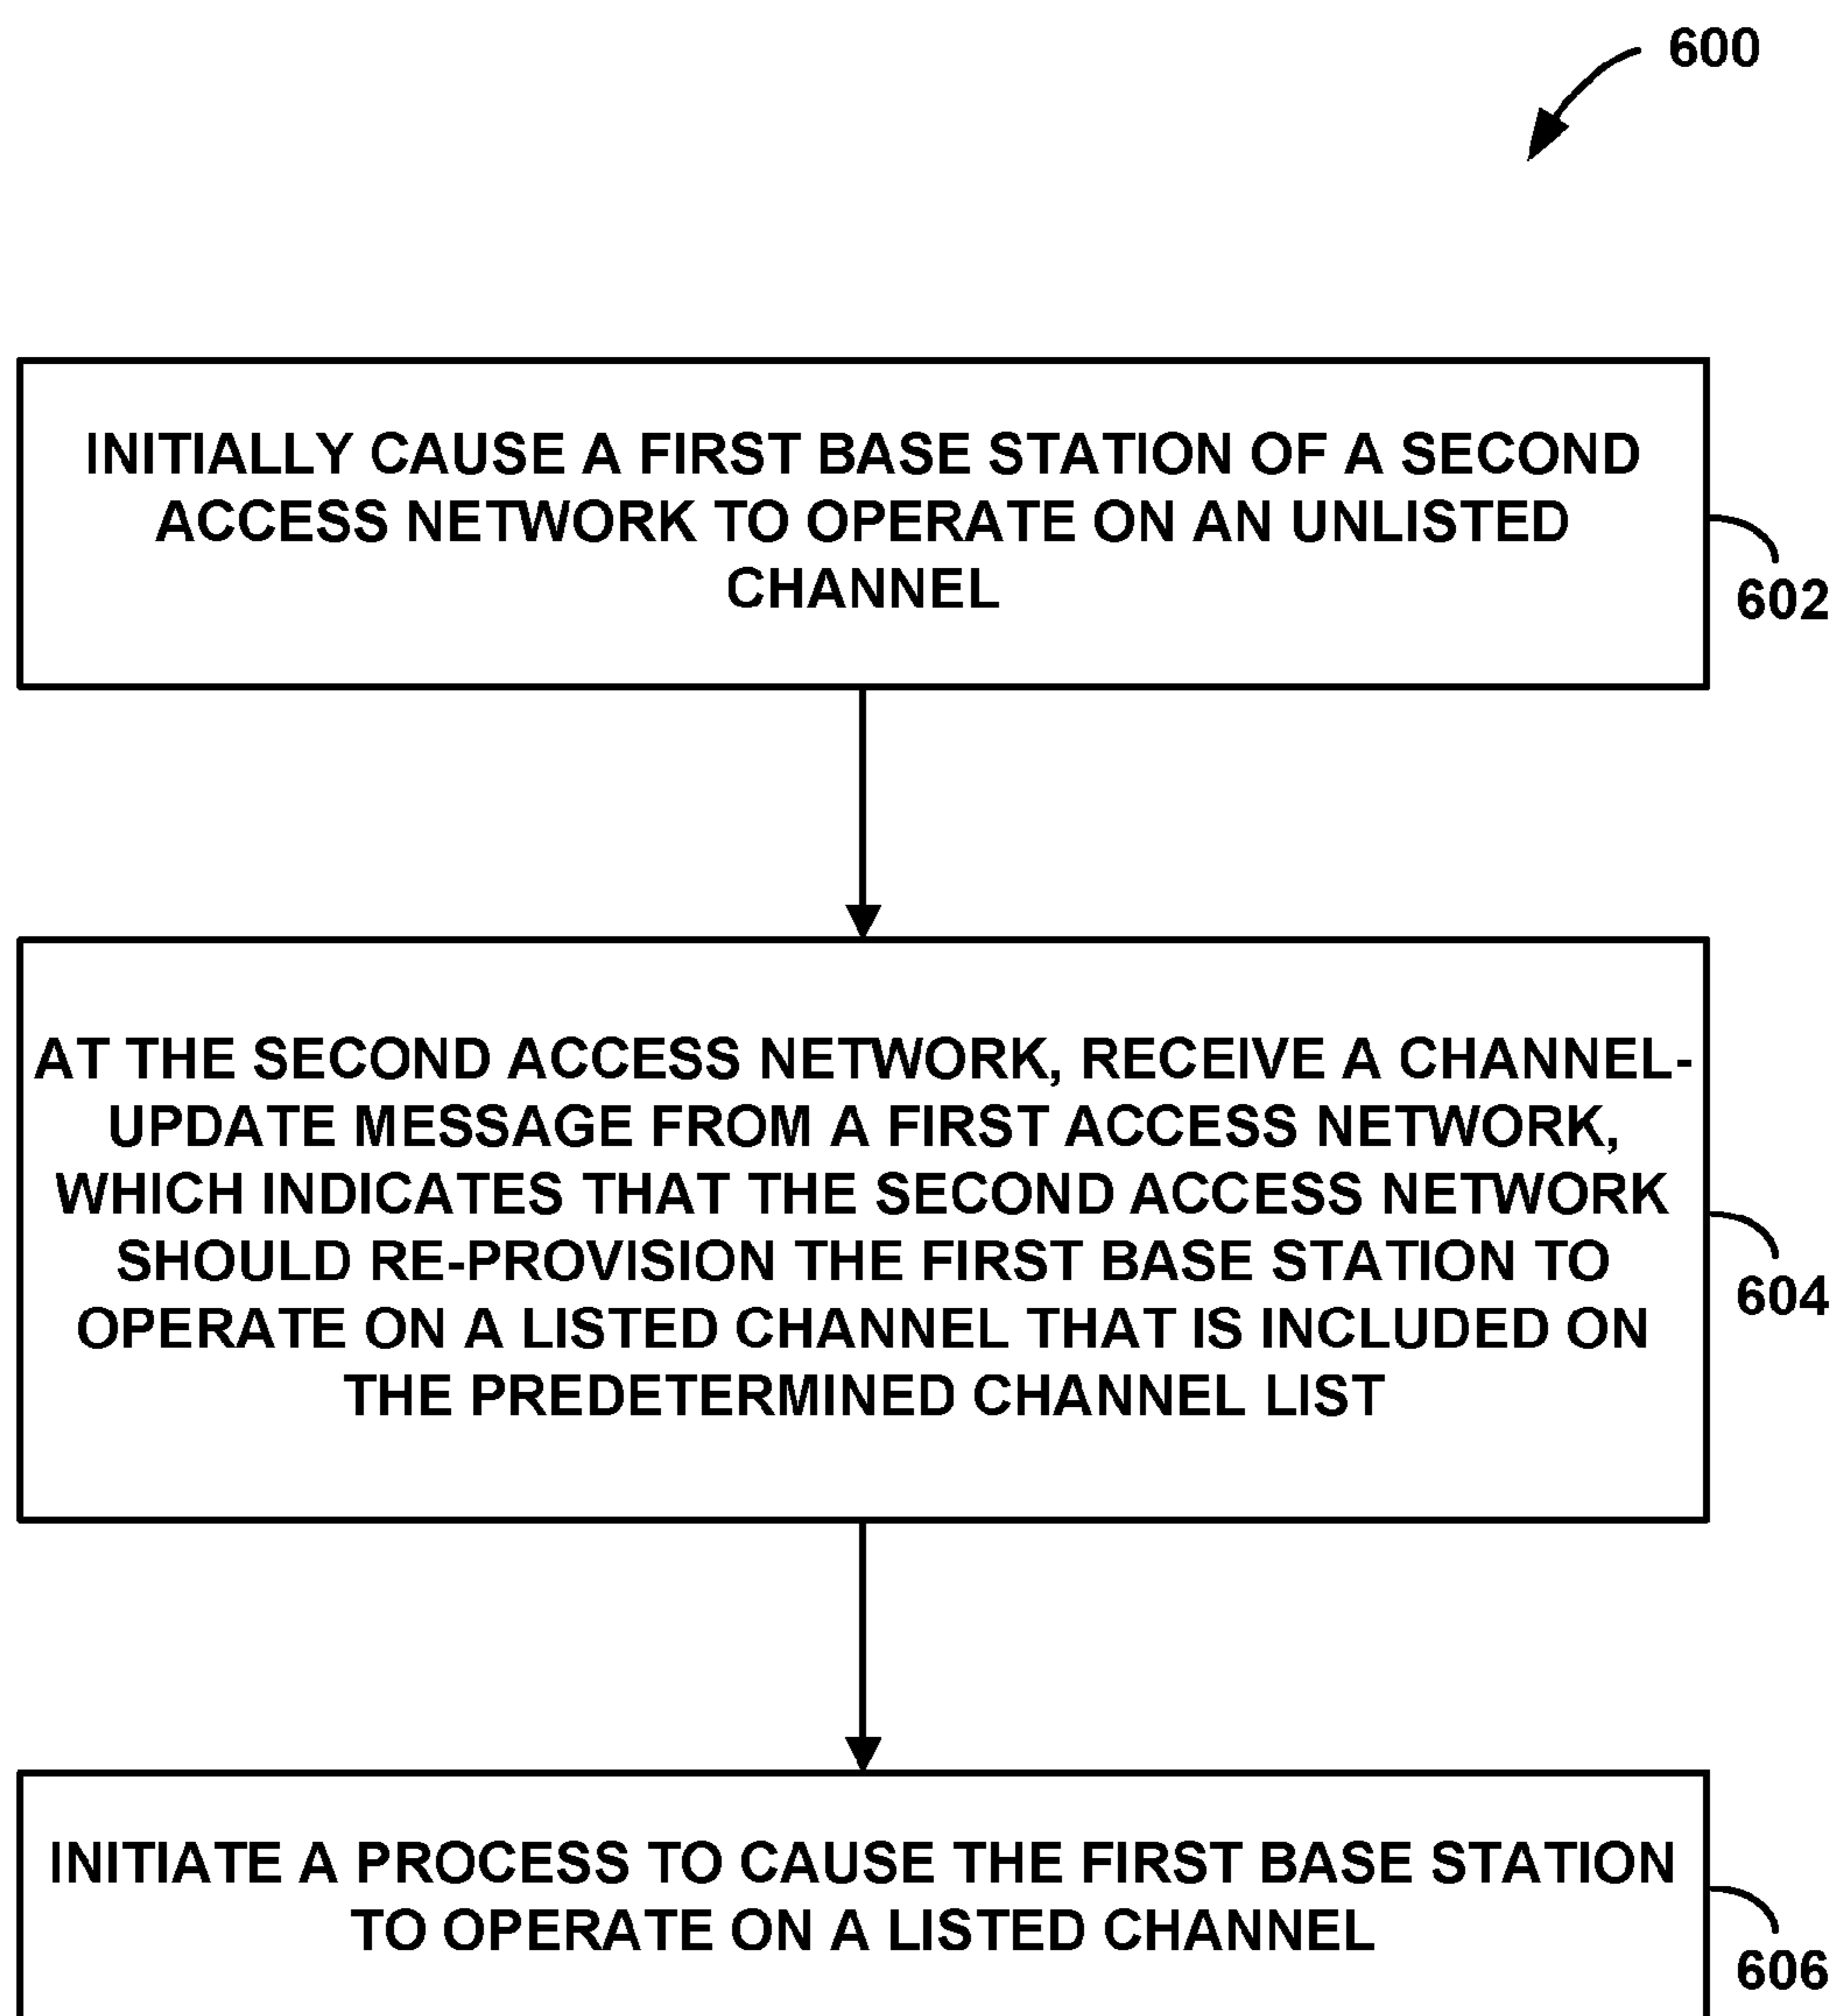 600
INITIALLY CAUSE A FIRST BASE STATION OF A SECOND
ACCESS NETWORK TO OPERATE ON AN UNLISTED
CHANNEL
602
AT THE SECOND ACCESS NETWORK, RECEIVE A CHANNEL-
UPDATE MESSAGE FROM A FIRST ACCESS NETWORK,
WHICH INDICATES THAT THE SECOND ACCESS NETWORK
SHOULD RE-PROVISION THE FIRST BASE STATION TO
OPERATE ON A LISTED CHANNEL THAT IS INCLUDED ON
THE PREDETERMINED CHANNEL LIST
604
INITIATE A PROCESS TO CAUSE THE FIRST BASE STATION
TO OPERATE ON A LISTED CHANNEL
606